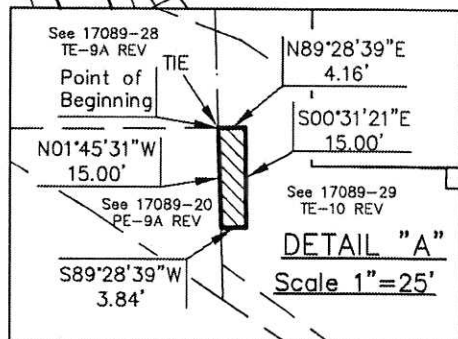 See 17089-28
TE-9A REV
TIE
Point of
Beginning
N89°28'39"E
4.16'
S00°31'21"E
15.00'
N01°45'31"W
15.00'
See 17089-20
PE-9A REV
See 17089-29
TE-10 REV
S89°28'39"W
3.84'
DETAIL "A"
Scale 1"=25'